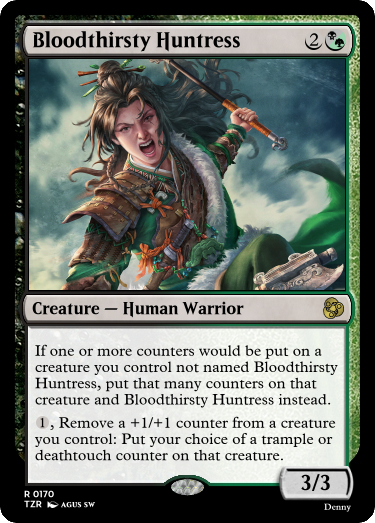 Bloodthirsty Huntress 2
Creature — Human Warrior
If one or more counters would be put on a
creature you control not named Bloodthirsty
Huntress, put that many counters on that
creature and Bloodthirsty Huntress instead.
1, Remove a +1/+1 counter from a creature
you control: Put your choice of a trample or
deathtouch counter on that creature.
3/3
R 0170
TZR AGUS SW
Denny